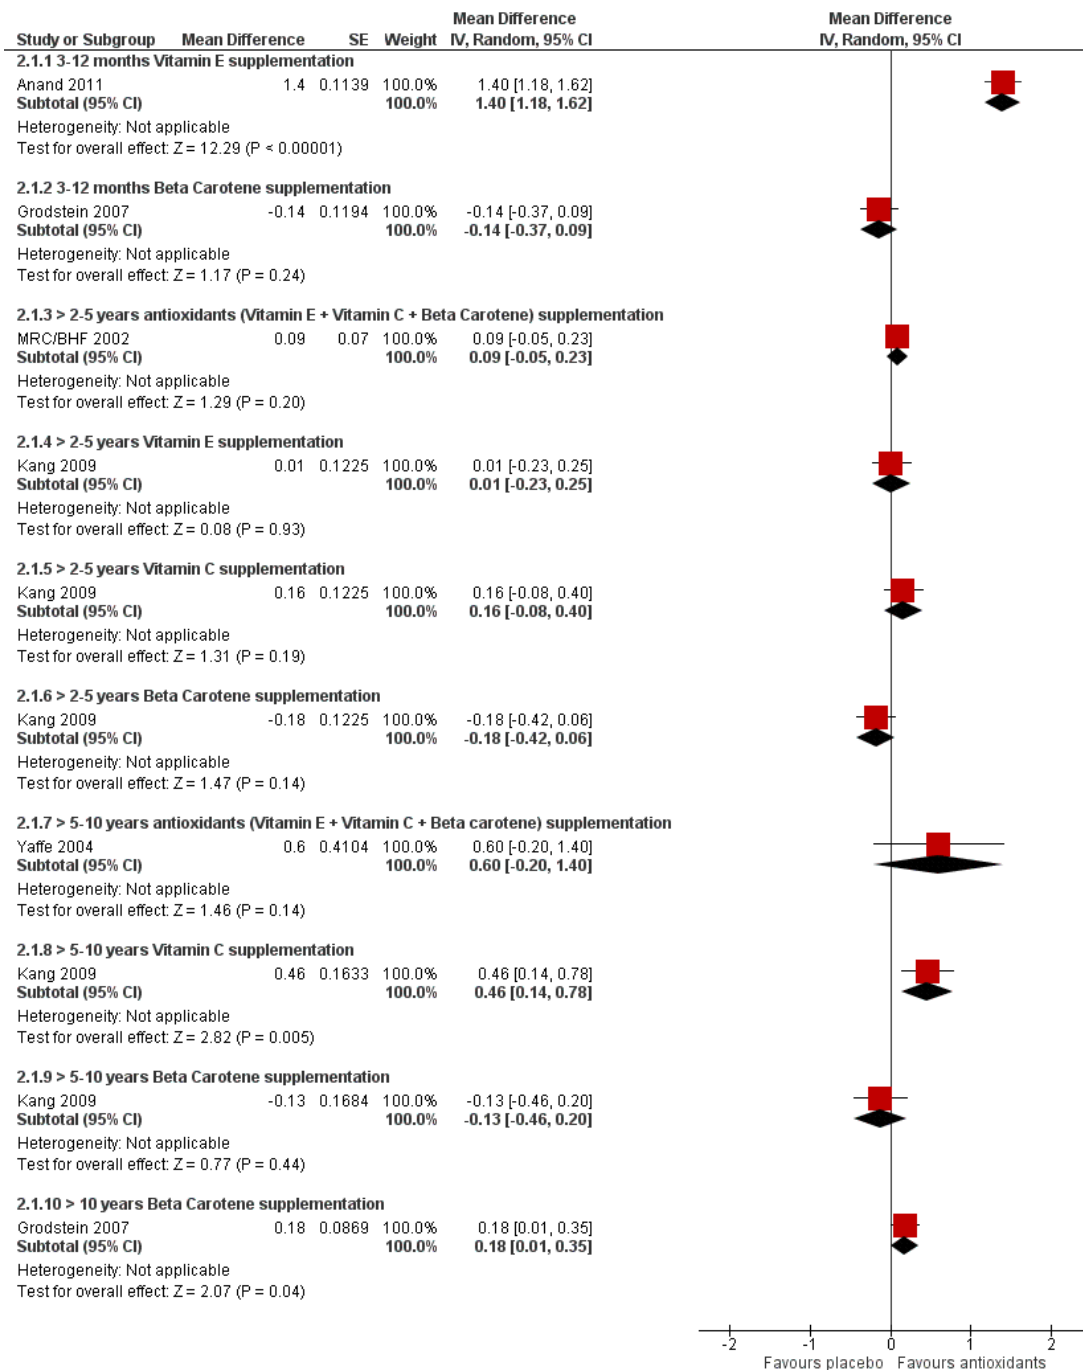 Mean Difference Mean Difference
Study or Subgroup Mean Difference SE Weight IV, Random, 95% CI IV, Random, 95% CI
2.1.1 3-12 months Vitamin E supplementation
Anand 2011 1.4 0.1139 100.0% 1.40 [1.18, 1.62]
Subtotal (95% CI) 100.0% 1.40 [1.18, 1.62]
Heterogeneity: Not applicable
Test for overall effect: Z = 12.29 (P < 0.00001)
2.1.2 3-12 months Beta Carotene supplementation
Grodstein 2007 -0.14 0.1194 100.0% -0.14 [-0.37, 0.09]
Subtotal (95% CI) 100.0% -0.14 [-0.37, 0.09]
Heterogeneity: Not applicable
Test for overall effect: Z = 1.17 (P = 0.24)
2.1.3 > 2-5 years antioxidants (Vitamin E + Vitamin C + Beta Carotene) supplementation
MRC/BHF 2002 0.09 0.07 100.0% 0.09 [-0.05, 0.23]
Subtotal (95% CI) 100.0% 0.09 [-0.05, 0.23]
Heterogeneity: Not applicable
Test for overall effect: Z = 1.29 (P = 0.20)
2.1.4 > 2-5 years Vitamin E supplementation
Kang 2009 0.01 0.1225 100.0% 0.01 [-0.23, 0.25]
Subtotal (95% CI) 100.0% 0.01 [-0.23, 0.25]
Heterogeneity: Not applicable
Test for overall effect: Z = 0.08 (P = 0.93)
2.1.5 > 2-5 years Vitamin C supplementation
Kang 2009 0.16 0.1225 100.0% 0.16 [-0.08, 0.40]
Subtotal (95% CI) 100.0% 0.16 [-0.08, 0.40]
Heterogeneity: Not applicable
Test for overall effect: Z = 1.31 (P = 0.19)
2.1.6 > 2-5 years Beta Carotene supplementation
Kang 2009 -0.18 0.1225 100.0% -0.18 [-0.42, 0.06]
Subtotal (95% CI) 100.0% -0.18 [-0.42, 0.06]
Heterogeneity: Not applicable
Test for overall effect: Z = 1.47 (P = 0.14)
2.1.7 > 5-10 years antioxidants (Vitamin E + Vitamin C + Beta carotene) supplementation
Yaffe 2004 0.6 0.4104 100.0% 0.60 [-0.20, 1.40]
Subtotal (95% CI) 100.0% 0.60 [-0.20, 1.40]
Heterogeneity: Not applicable
Test for overall effect: Z = 1.46 (P = 0.14)
2.1.8 > 5-10 years Vitamin C supplementation
Kang 2009 0.46 0.1633 100.0% 0.46 [0.14, 0.78]
Subtotal (95% CI) 100.0% 0.46 [0.14, 0.78]
Heterogeneity: Not applicable
Test for overall effect: Z = 2.82 (P = 0.005)
2.1.9 > 5-10 years Beta Carotene supplementation
Kang 2009 -0.13 0.1684 100.0% -0.13 [-0.46, 0.20]
Subtotal (95% CI) 100.0% -0.13 [-0.46, 0.20]
Heterogeneity: Not applicable
Test for overall effect: Z = 0.77 (P = 0.44)
2.1.10 > 10 years Beta Carotene supplementation
Grodstein 2007 0.18 0.0869 100.0% 0.18 [0.01, 0.35]
Subtotal (95% CI) 100.0% 0.18 [0.01, 0.35]
Heterogeneity: Not applicable
Test for overall effect: Z = 2.07 (P = 0.04)
-2 -1 0 1 2
Favours placebo Favours antioxidants